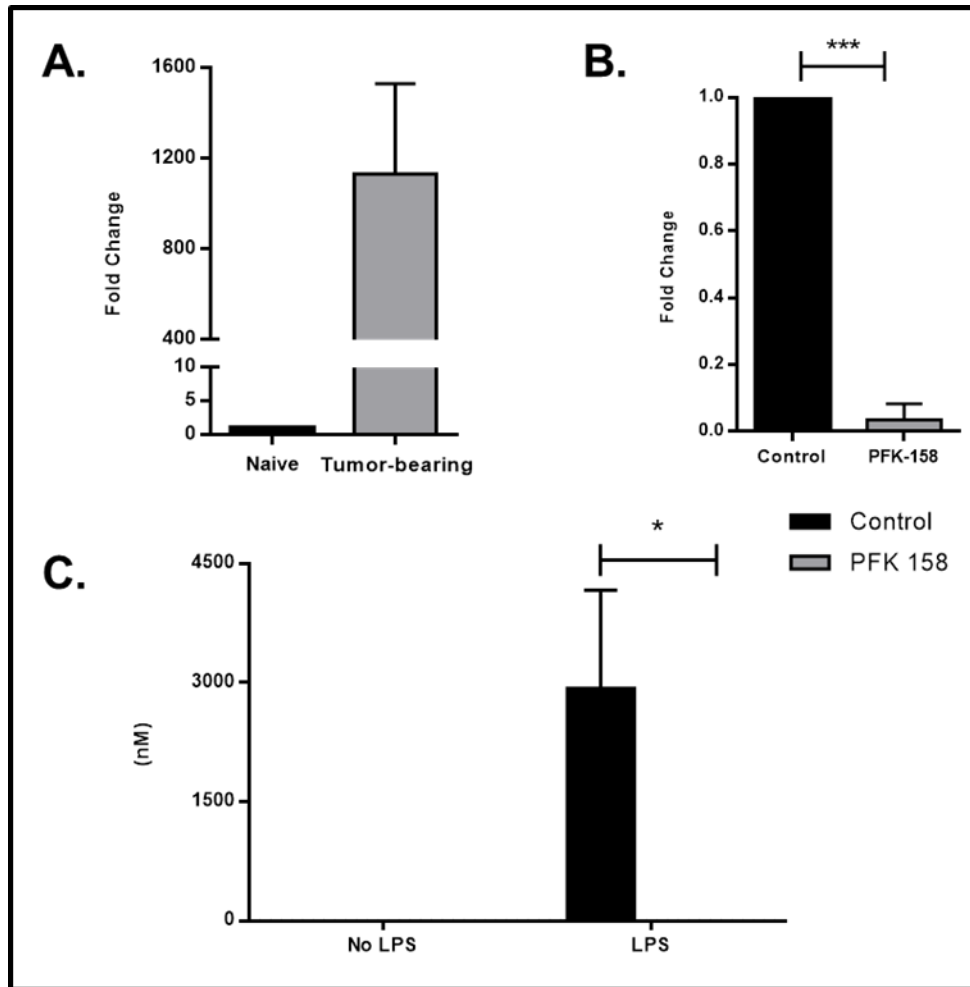 A.
1600
1200
800
400
10
5
0
Fold Change
Naive Tumor-bearing
B.
***
1.0
0.8
0.6
0.4
0.2
0.0
Fold Change
Control PFK-158
Control
PFK 158
C.
*
4500
3000
1500
0
(nM)
No LPS LPS